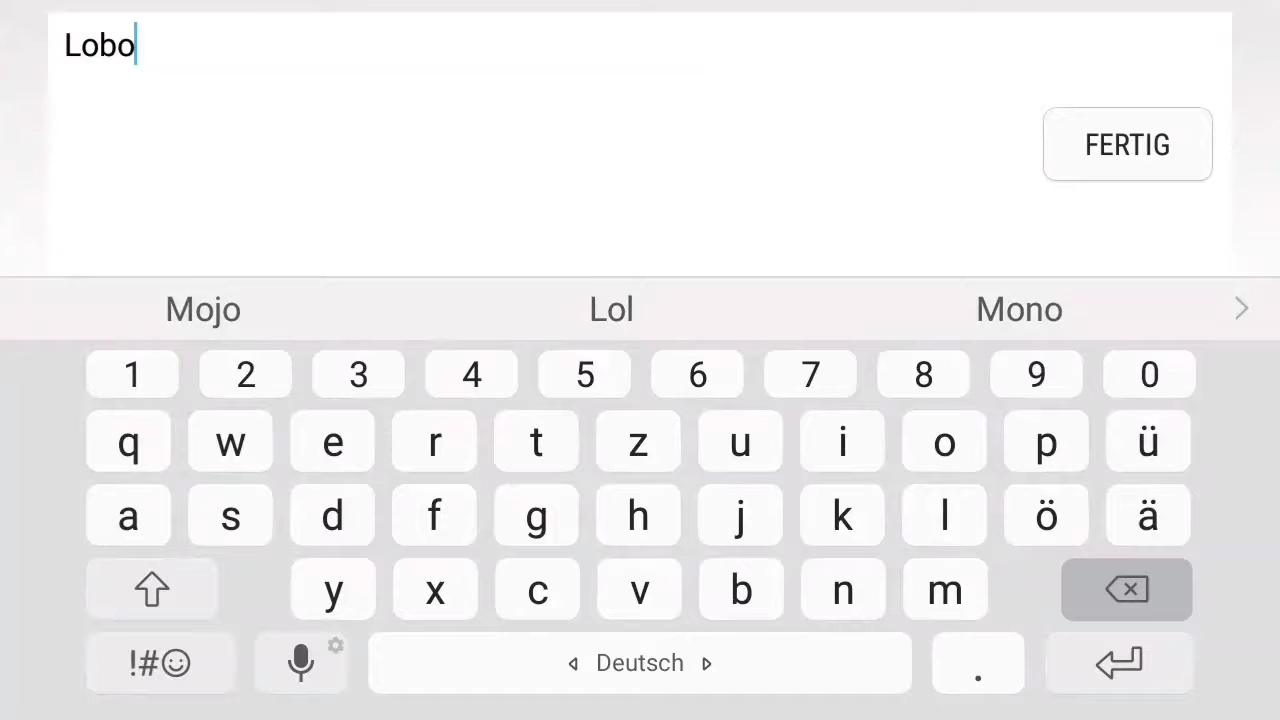 Lobo
FERTIG
Mojo Lol Mono
1 2 3 4 5 6 7 8 9 0
q w e r t z u i o p ü
a s d f g h j k l ö ä
y x c v b n m
!#☺ Deutsch .